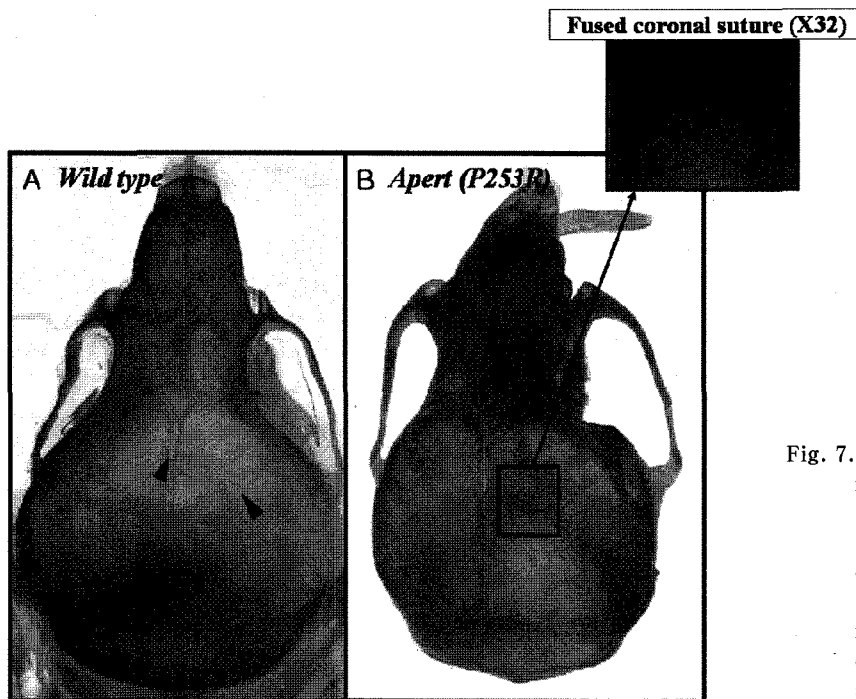 Fused coronal suture (X32)
A Wild type
B Apert (P253R)
Fig. 7.